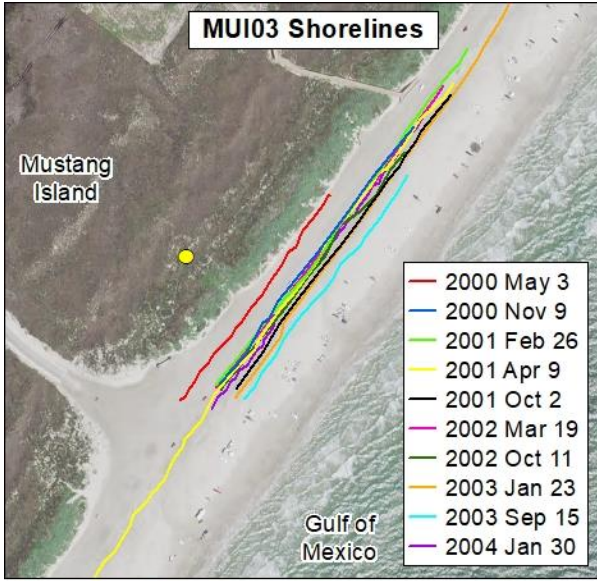 MUI03 Shorelines
Mustang
Island
2000 May 3
2000 Nov 9
2001 Feb 26
2001 Apr 9
2001 Oct 2
2002 Mar 19
2002 Oct 11
2003 Jan 23
2003 Sep 15
2004 Jan 30
Gulf of
Mexico